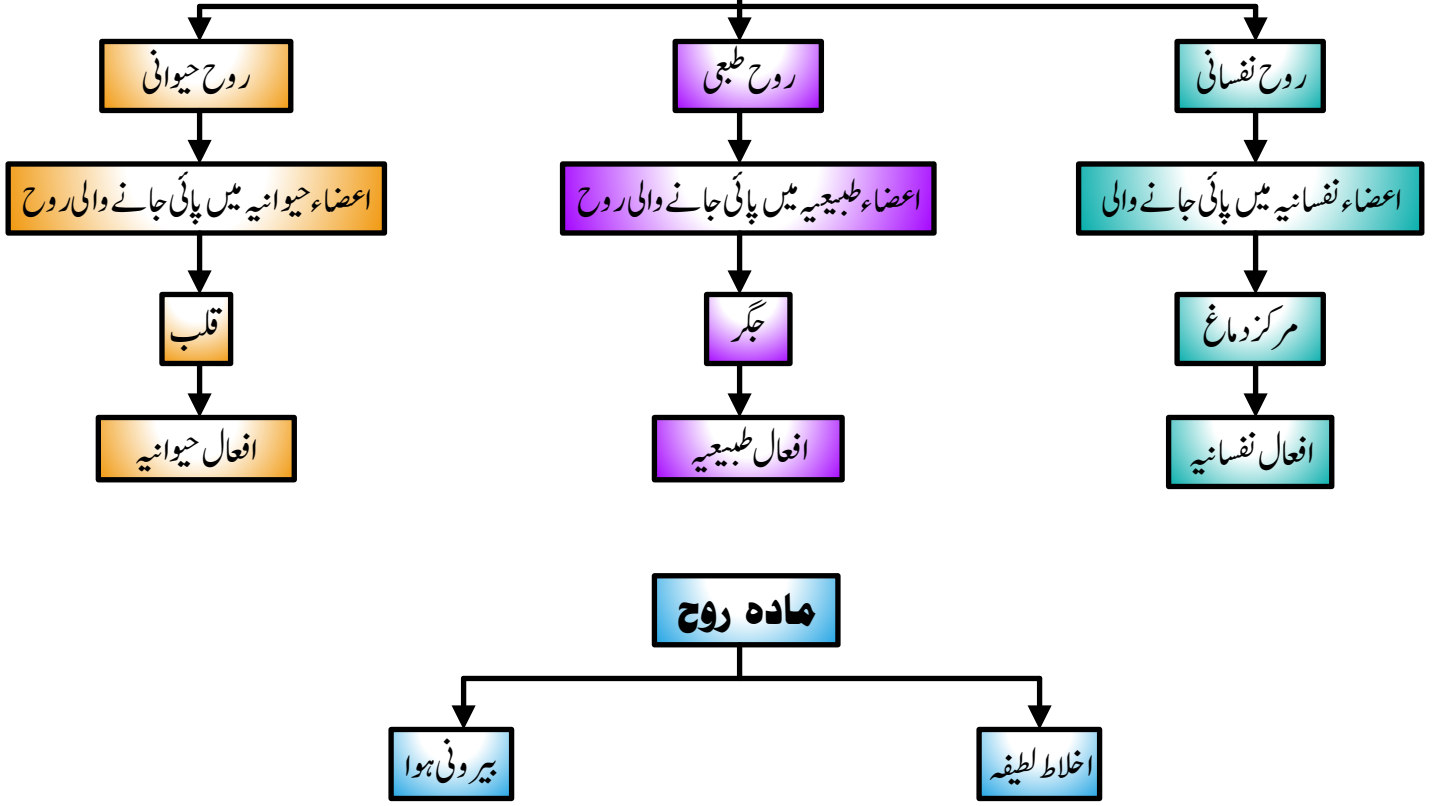 روح نفسانی
روح طبعی
روح حیوانی
اعضاء نفسانیہ میں پائی جانے والی
اعضاء طبیعیہ میں پائی جانے والی روح
اعضاء حیوانیہ میں پائی جانے والی روح
مرکز دماغ
جگر
قلب
افعال نفسانیہ
افعال طبیعیہ
افعال حیوانیہ
مادہ روح
اخلاط لطیفہ
بیرونی ہوا